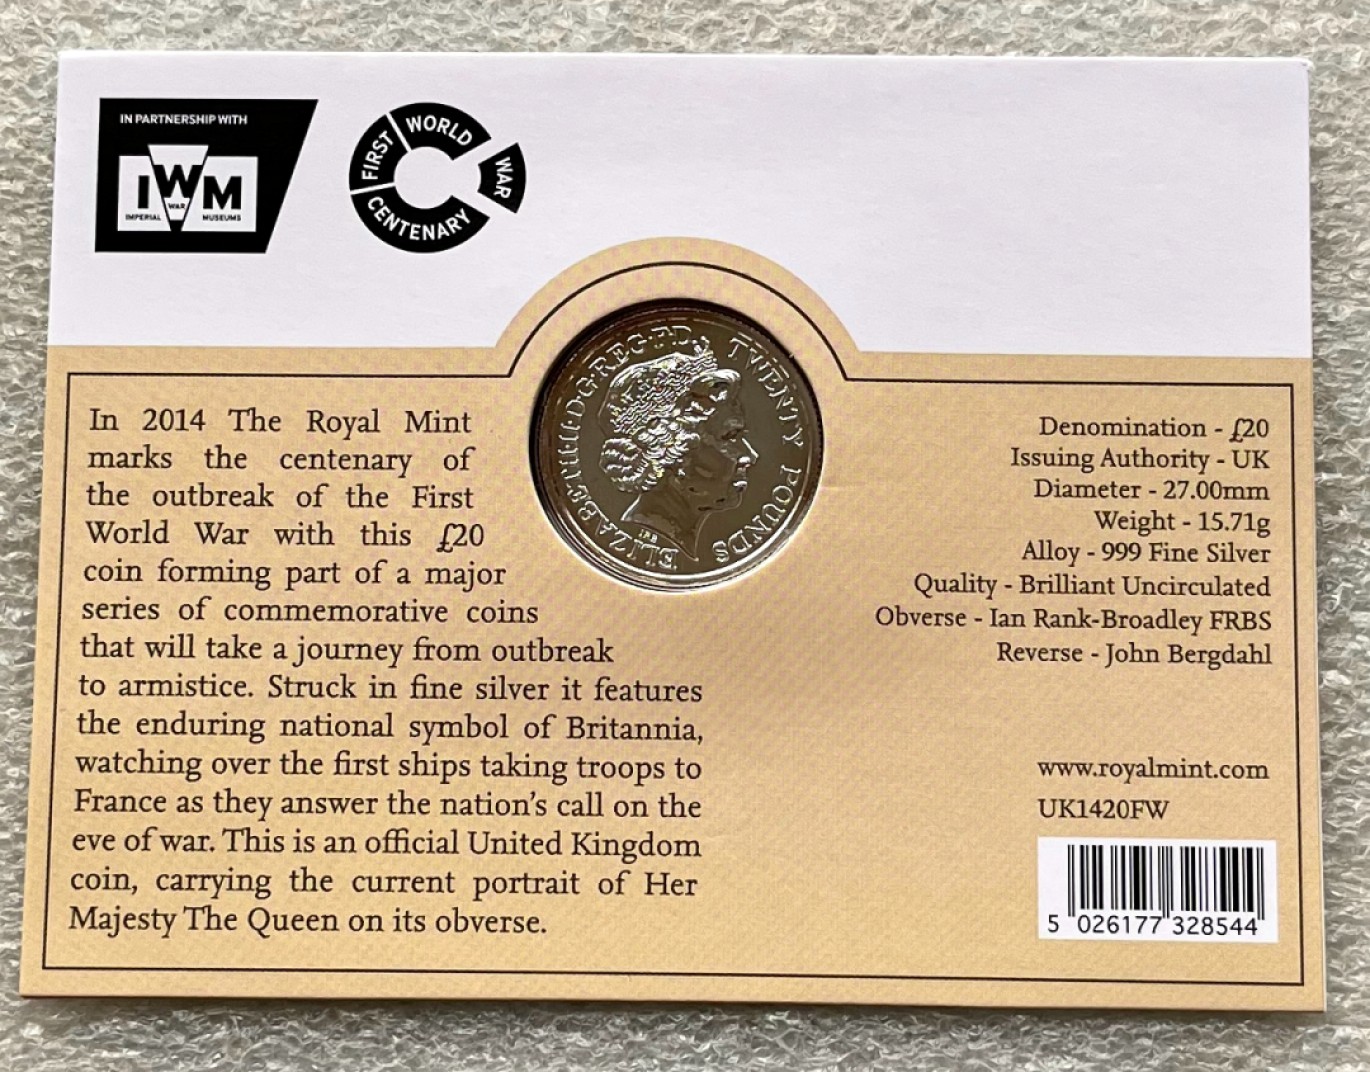 IN PARTNERSHIP WITH
IWM
IMPERIAL WAR MUSEUMS
FIRST WORLD WAR CENTENARY
ELIZABETH·II·D·G·REG·F·D· TWENTY POUNDS
IRB
In 2014 The Royal Mint
marks the centenary of
the outbreak of the First
World War with this £20
coin forming part of a major
series of commemorative coins
that will take a journey from outbreak
to armistice. Struck in fine silver it features
the enduring national symbol of Britannia,
watching over the first ships taking troops to
France as they answer the nation's call on the
eve of war. This is an official United Kingdom
coin, carrying the current portrait of Her
Majesty The Queen on its obverse.
Denomination - £20
Issuing Authority - UK
Diameter - 27.00mm
Weight - 15.71g
Alloy - 999 Fine Silver
Quality - Brilliant Uncirculated
Obverse - Ian Rank-Broadley FRBS
Reverse - John Bergdahl
www.royalmint.com
UK1420FW
5 026177 328544